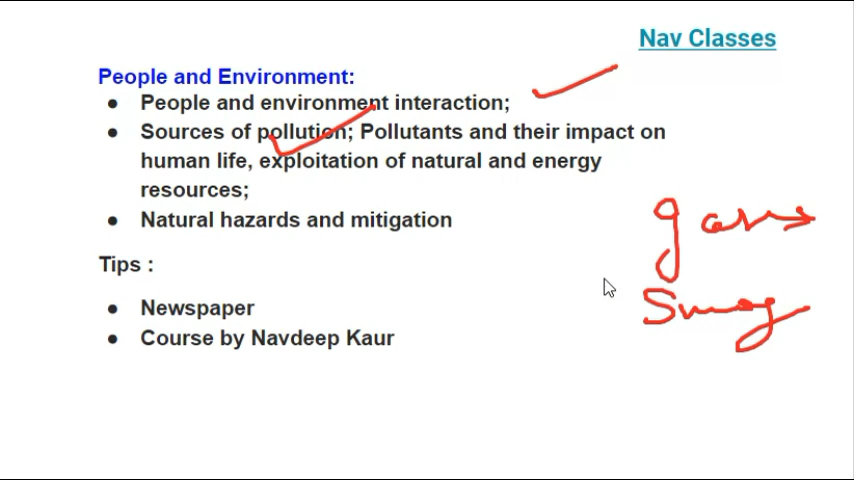 Nav Classes
People and Environment:
● People and environment interaction;
● Sources of pollution; Pollutants and their impact on
human life, exploitation of natural and energy
resources;
● Natural hazards and mitigation
Tips :
● Newspaper
● Course by Navdeep Kaur
Smog